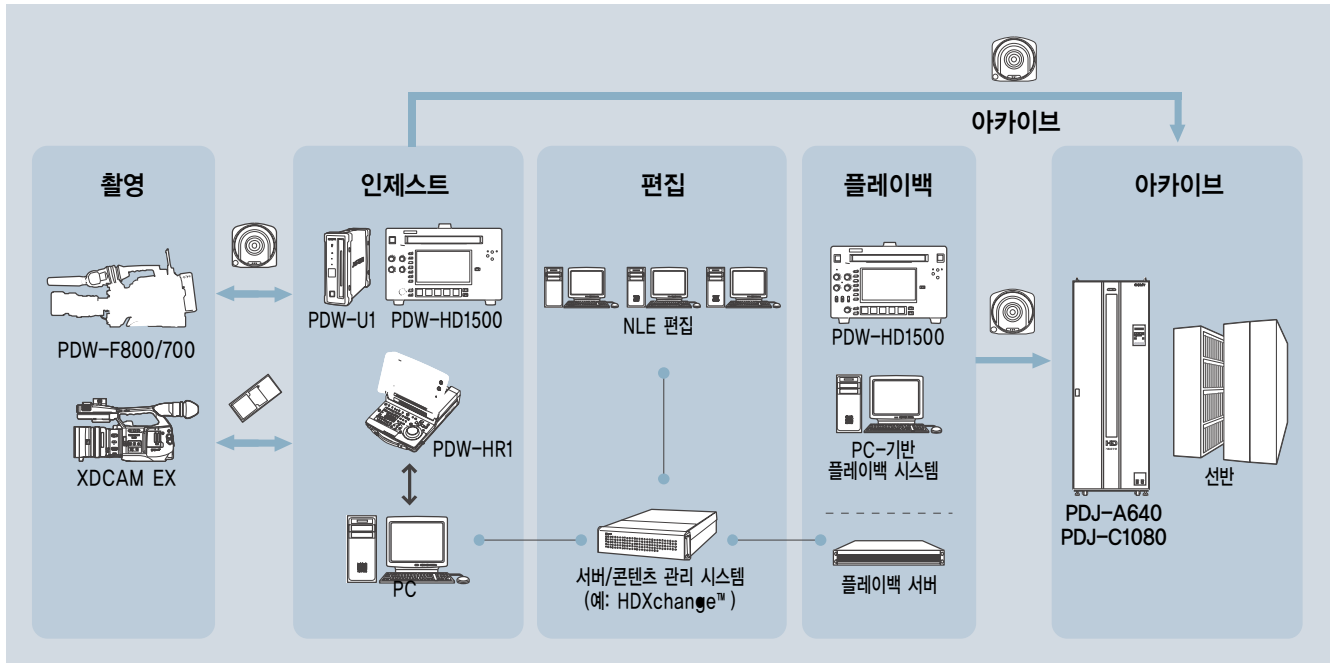 아카이브
촬영
PDW-F800/700
XDCAM EX
인제스트
PDW-U1 PDW-HD1500
PDW-HR1
PC
편집
NLE 편집
서버/콘텐츠 관리 시스템
(예: HDXchange™)
플레이백
PDW-HD1500
PC-기반
플레이백 시스템
플레이백 서버
아카이브
SONY
HD
선반
PDJ-A640
PDJ-C1080